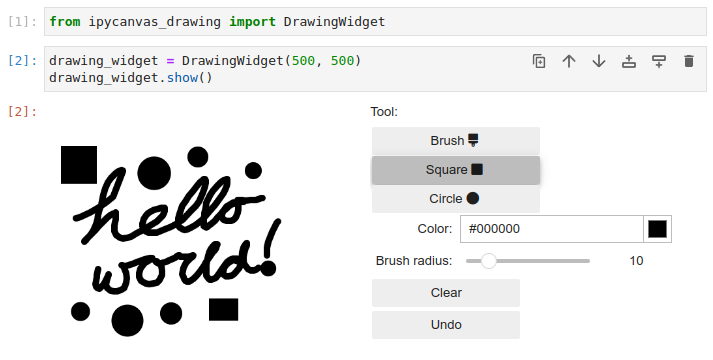 [1]: from ipycanvas_drawing import DrawingWidget
[2]: drawing_widget = DrawingWidget(500, 500)
drawing_widget.show()
[2]:
hello
world!
Tool:
Brush
Square
Circle
Color: #000000
Brush radius: 10
Clear
Undo